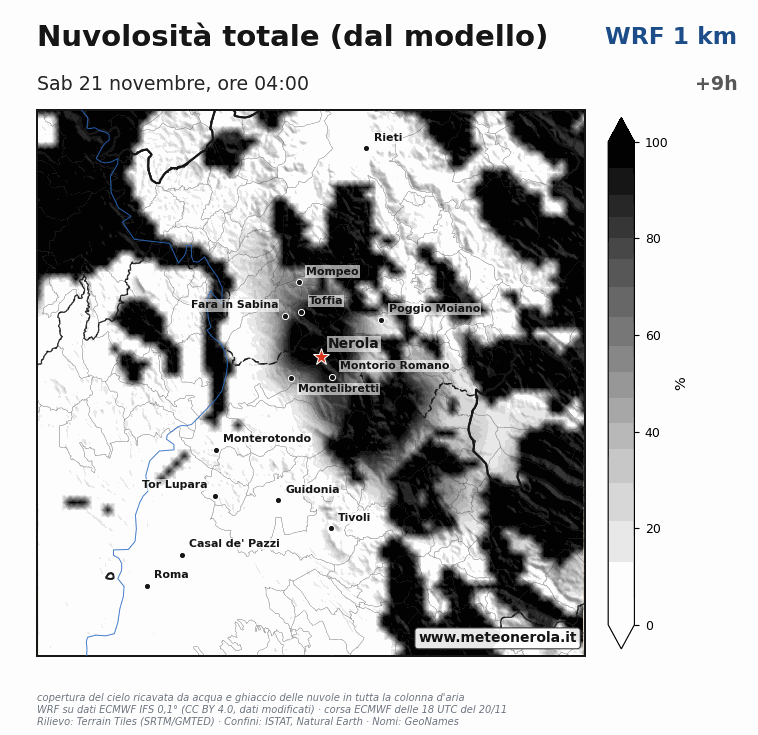 Nuvolosità totale (dal modello)
WRF 1 km
Sab 21 novembre, ore 04:00
+9h
Rieti
Mompeo
Toffia
Fara in Sabina
Poggio Moiano
Nerola
Montorio Romano
Montelibretti
Monterotondo
Tor Lupara
Guidonia
Tivoli
Casal de' Pazzi
Roma
www.meteonerola.it
100
80
60
%
40
20
0
copertura del cielo ricavata da acqua e ghiaccio delle nuvole in tutta la colonna d'aria
WRF su dati ECMWF IFS 0,1° (CC BY 4.0, dati modificati) · corsa ECMWF delle 18 UTC del 20/11
Rilievo: Terrain Tiles (SRTM/GMTED) · Confini: ISTAT, Natural Earth · Nomi: GeoNames